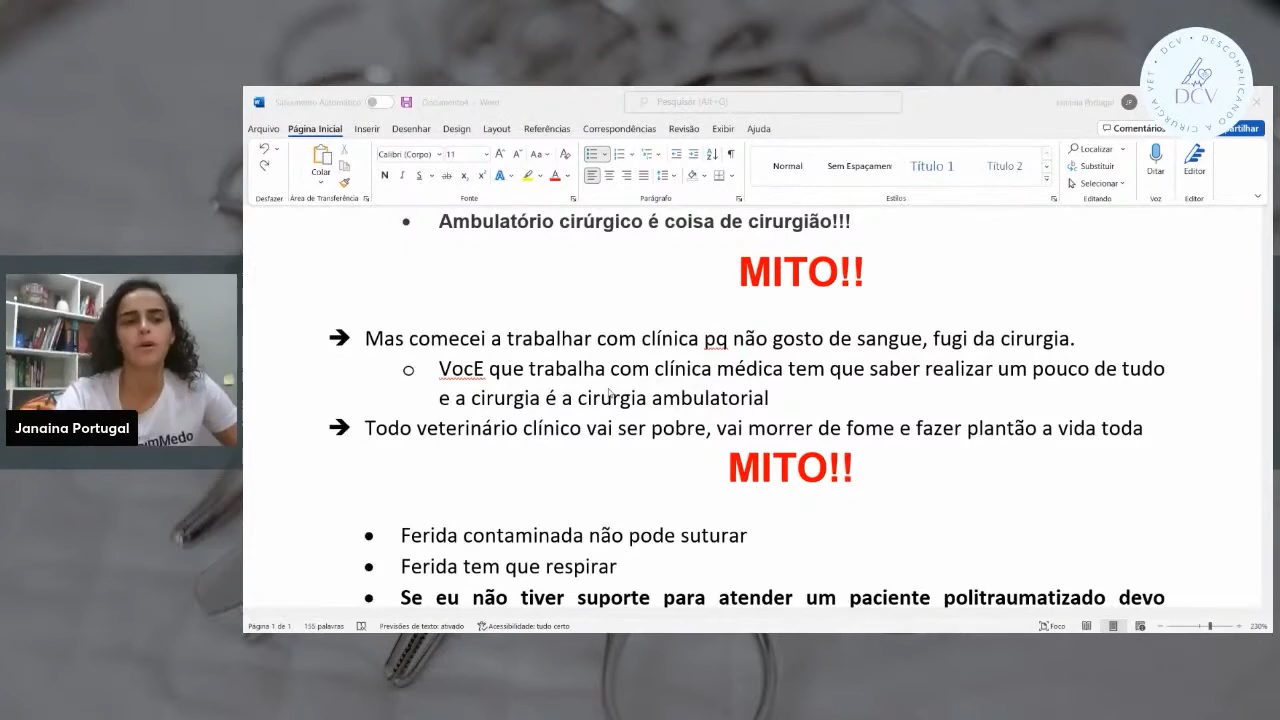 DCV • DESCOMPLICANDO A CIRURGIA VET •
DCV
Salvamento Automático
Documento4 - Word
Pesquisar (Alt+G)
Janaina Portugal
JP
Arquivo Página Inicial Inserir Desenhar Design Layout Referências Correspondências Revisão Exibir Ajuda
Comentários
Colar
Calibri (Corpo) 11
Normal
Sem Espaçamen
Título 1
Título 2
Localizar
Substituir
Selecionar
Ditar
Editor
Desfazer
Área de Transferência
Fonte
Parágrafo
Estilos
Editando
Voz
Editor
• Ambulatório cirúrgico é coisa de cirurgião!!!
MITO!!
➔ Mas comecei a trabalhar com clínica pq não gosto de sangue, fugi da cirurgia.
o VocE que trabalha com clínica médica tem que saber realizar um pouco de tudo
e a cirurgia é a cirurgia ambulatorial
➔ Todo veterinário clínico vai ser pobre, vai morrer de fome e fazer plantão a vida toda
MITO!!
• Ferida contaminada não pode suturar
• Ferida tem que respirar
• Se eu não tiver suporte para atender um paciente politraumatizado devo
Janaina Portugal
Página 1 de 1 155 palavras Previsões de texto: ativado Acessibilidade: tudo certo
Foco
230%